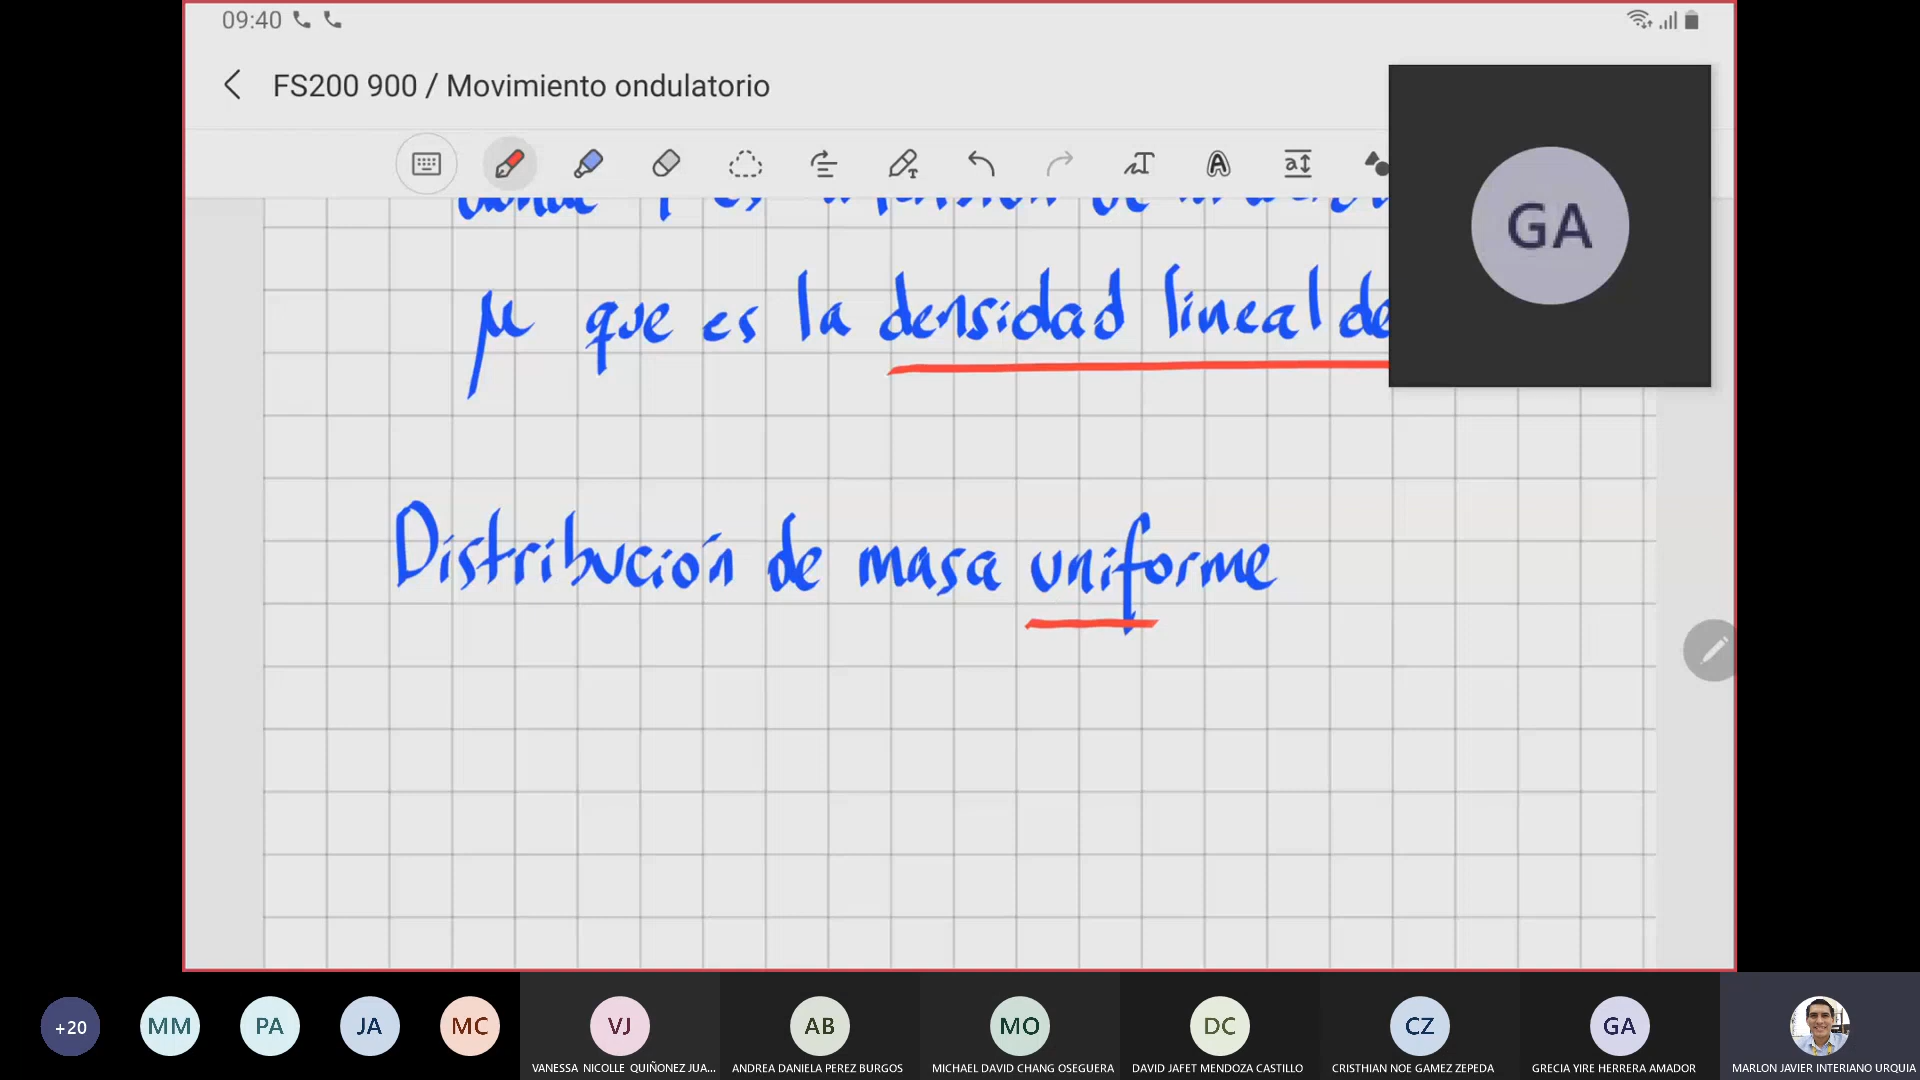 09:40
FS200 900 / Movimiento ondulatorio
GA
μ que es la densidad lineal de
Distribución de masa uniforme
+20
MM
PA
JA
MC
VJ
AB
MO
DC
CZ
GA
VANESSA NICOLLE QUIÑONEZ JUA...
ANDREA DANIELA PEREZ BURGOS
MICHAEL DAVID CHANG OSEGUERA
DAVID JAFET MENDOZA CASTILLO
CRISTHIAN NOE GAMEZ ZEPEDA
GRECIA YIRE HERRERA AMADOR
MARLON JAVIER INTERIANO URQUIA